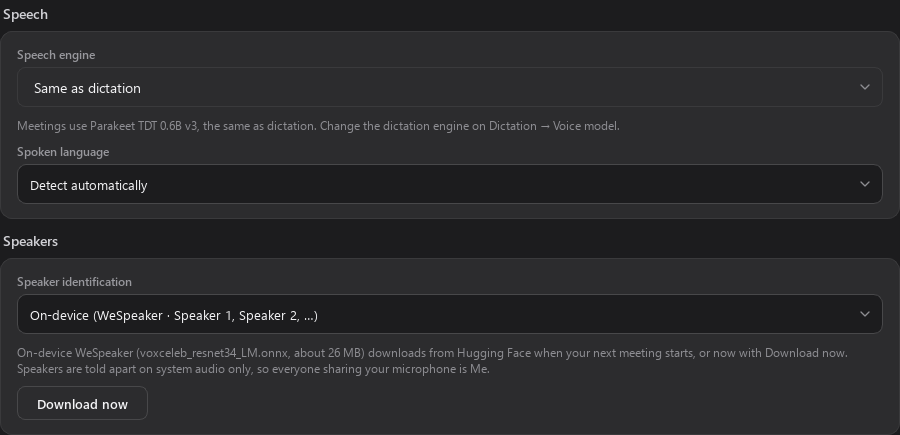 Speech
Speech engine
Same as dictation
Meetings use Parakeet TDT 0.6B v3, the same as dictation. Change the dictation engine on Dictation → Voice model.
Spoken language
Detect automatically
Speakers
Speaker identification
On-device (WeSpeaker · Speaker 1, Speaker 2, …)
On-device WeSpeaker (voxceleb_resnet34_LM.onnx, about 26 MB) downloads from Hugging Face when your next meeting starts, or now with Download now.
Speakers are told apart on system audio only, so everyone sharing your microphone is Me.
Download now